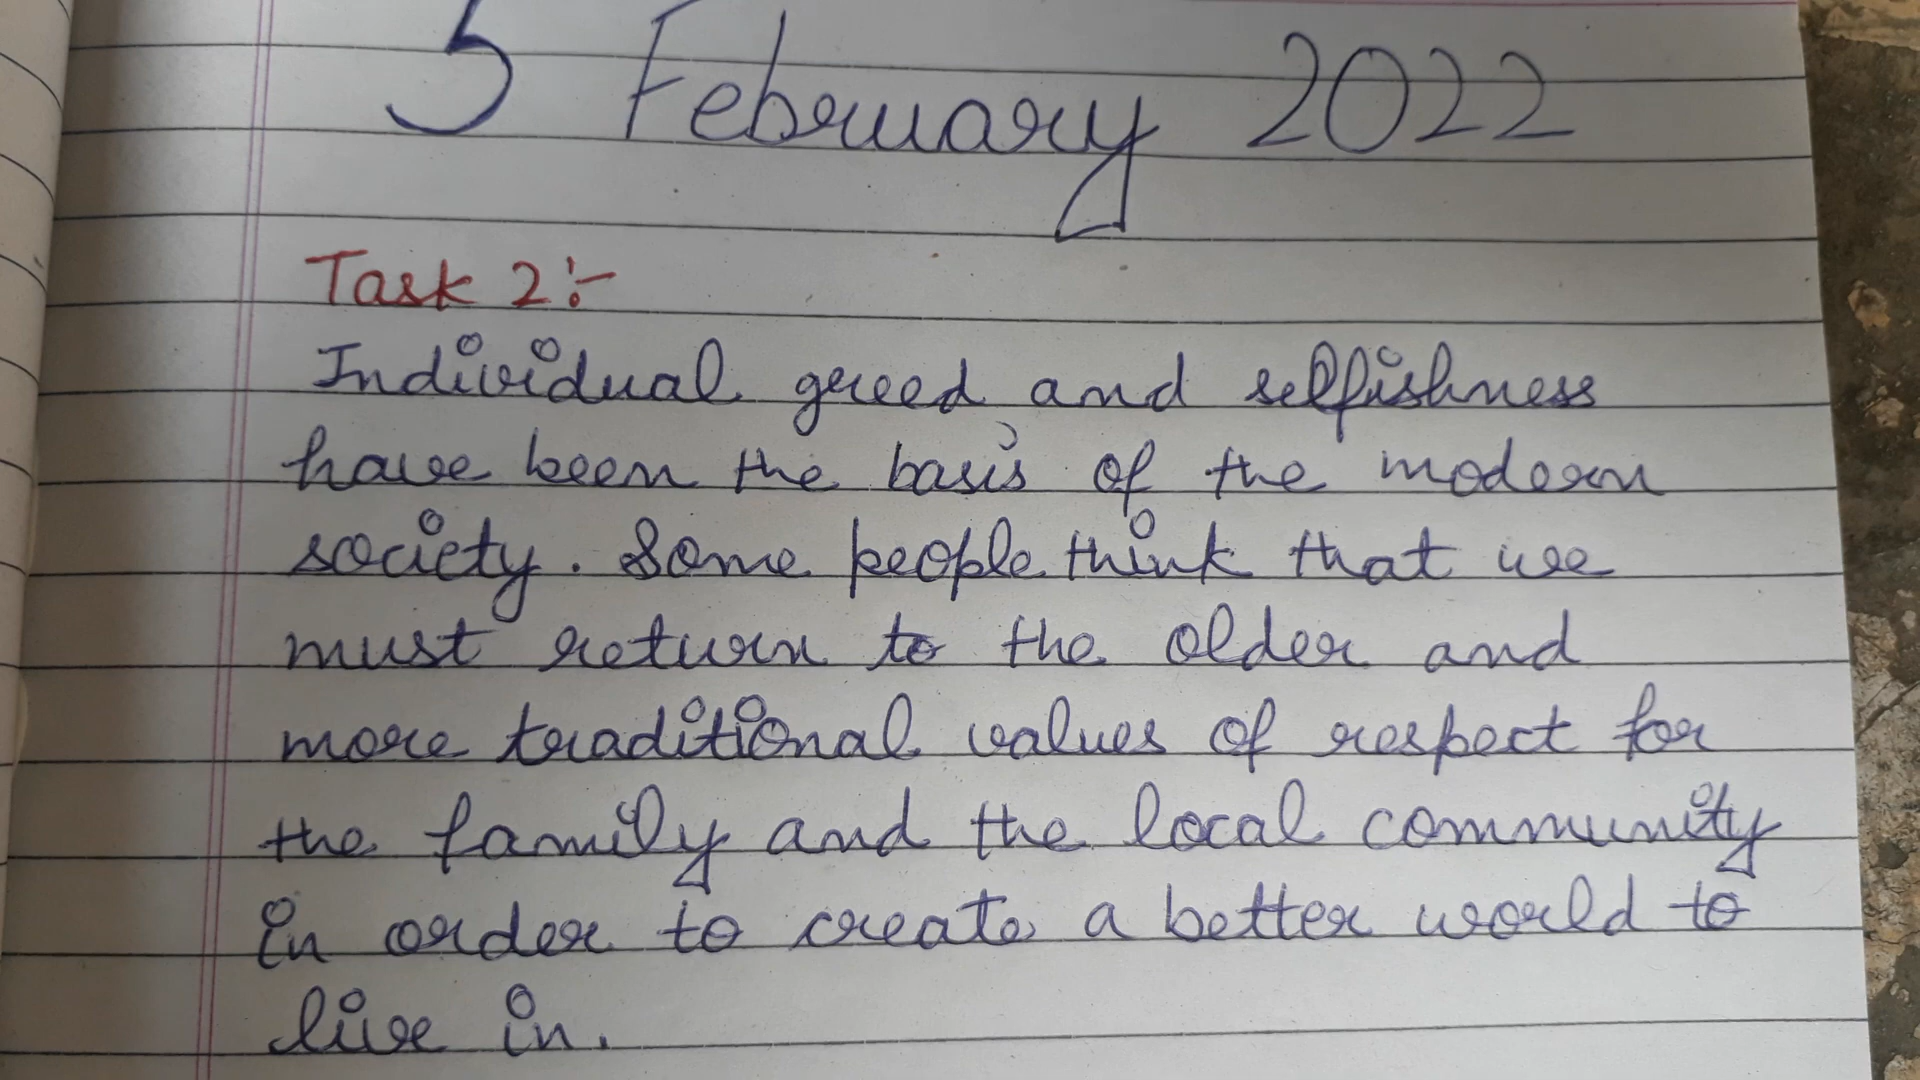 5 February 2022
Task 2:-
Individual greed and selfishness
have been the basis of the modern
society. Some people think that we
must return to the older and
more traditional values of respect for
the family and the local community
in order to create a better world to
live in.